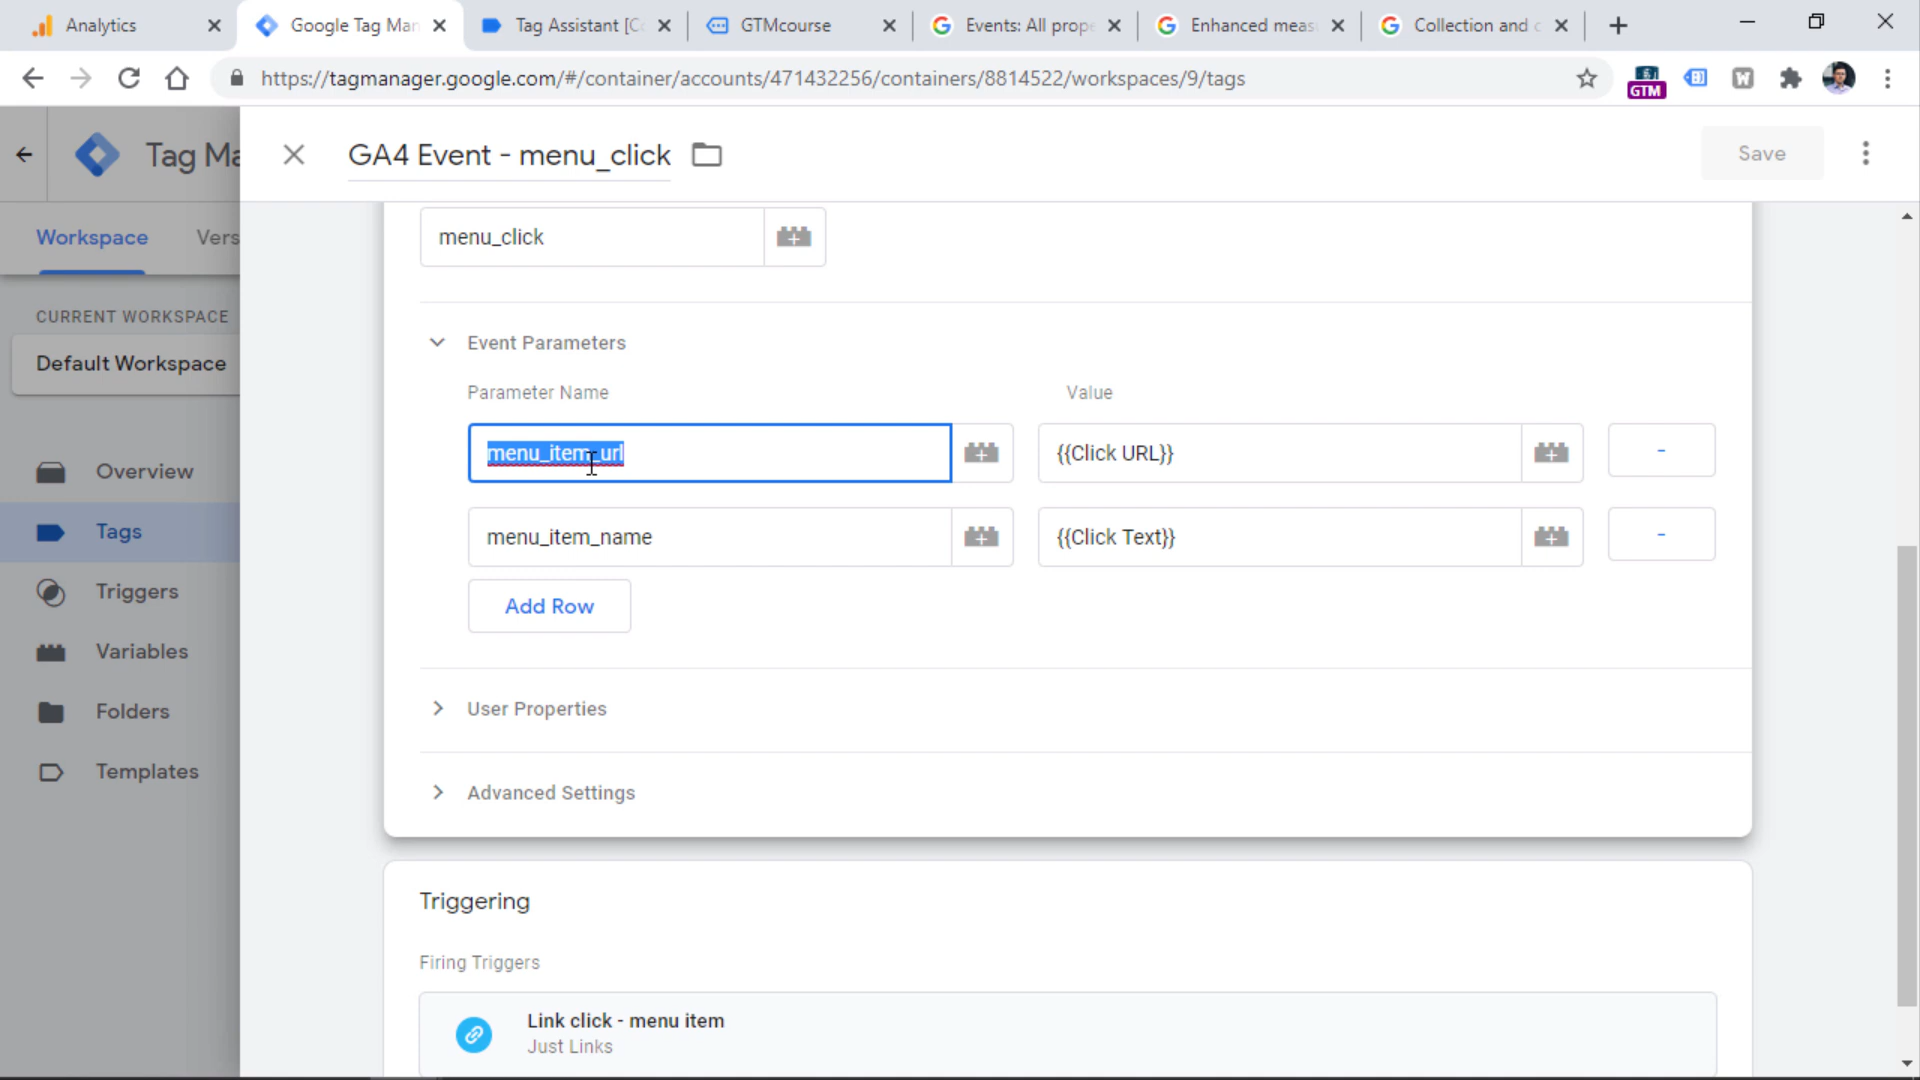 Analytics
Google Tag Man
Tag Assistant [Co
GTMcourse
Events: All prope
Enhanced meas
Collection and c
https://tagmanager.google.com/#/container/accounts/471432256/containers/8814522/workspaces/9/tags
GTM
W
Tag Ma
GA4 Event - menu_click
Save
Workspace
Vers
menu_click
CURRENT WORKSPACE
Default Workspace
Event Parameters
Parameter Name
Value
menu_item_url
{{Click URL}}
-
menu_item_name
{{Click Text}}
-
Add Row
Overview
Tags
Triggers
Variables
Folders
Templates
User Properties
Advanced Settings
Triggering
Firing Triggers
Link click - menu item
Just Links